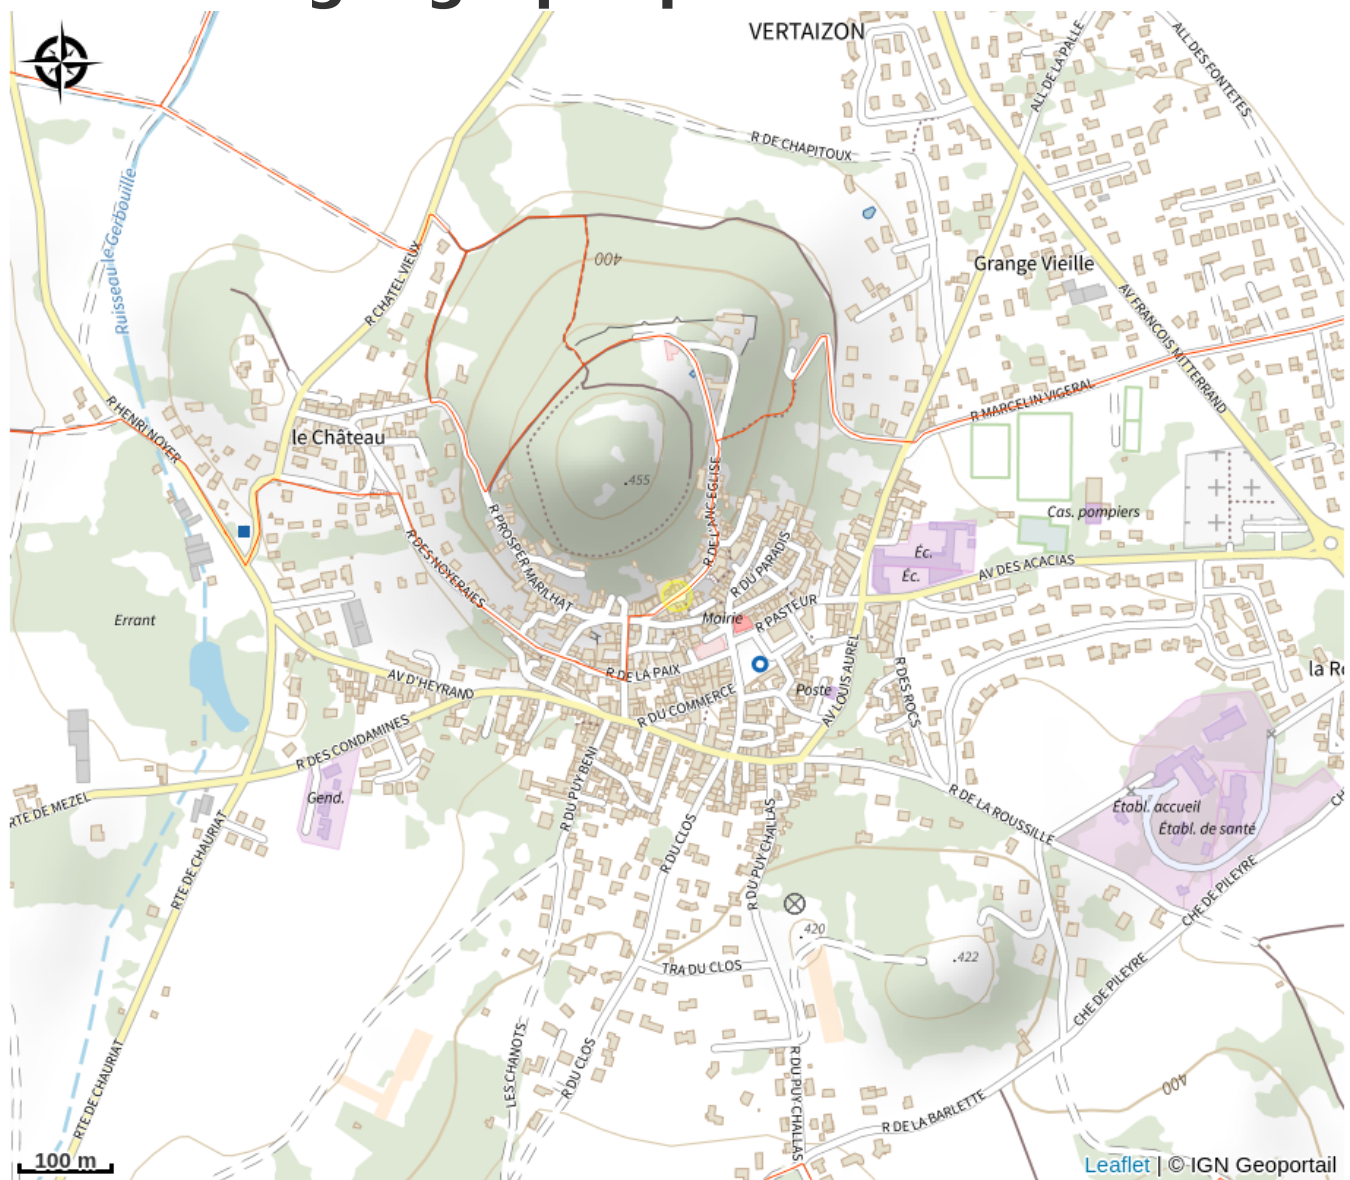 VERTAIZON
ALL DE LA PALLE
ALL DES FONTETES
R DE CHAPITOUX
Ruisseau le Gerbouille
R CHATEL VIEUX
400
Grange Vieille
AV FRANCOIS MITTERRAND
R MARCELIN VIGERAL
R HENRI NOYER
le Château
.455
R DE L'ANC EGLISE
Cas. pompiers
R PROSPER MARILHAT
R DES NOYERAIES
R DU PARADIS
Éc.
Éc.
AV DES ACACIAS
Errant
Mairie
R PASTEUR
R DE LA PAIX
AV D'HEYRAND
R DU COMMERCE
Poste
AV LOUIS AUREL
R DES ROCS
la R
R DES CONDAMINES
RTE DE MEZEL
Gend.
R DU PUY BENI
R DU CLOS
R DU PUY CHALLAS
R DE LA ROUSSILLE
Établ. accueil
Établ. de santé
CH
RTE DE CHAURIAT
CHE DE PILEYRE
.420
.422
TRA DU CLOS
CHE DE PILEYRE
LES CHANOTS
R DU CLOS
R DU PUY CHALLAS
RTE DE CHAURIAT
R DE LA BARLETTE
400
100 m
Leaflet | © IGN Geoportail